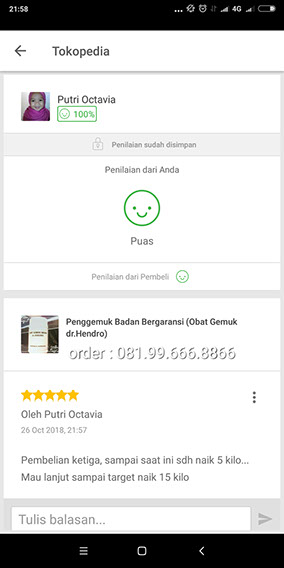 21:58
4G
Tokopedia
Putri Octavia
100%
Penilaian sudah disimpan
Penilaian dari Anda
Puas
Penilaian dari Pembeli
Penggemuk Badan Bergaransi (Obat Gemuk
dr.Hendro)
order : 081.99.666.8866
Oleh Putri Octavia
26 Oct 2018, 21:57
Pembelian ketiga, sampai saat ini sdh naik 5 kilo...
Mau lanjut sampai target naik 15 kilo
Tulis balasan...